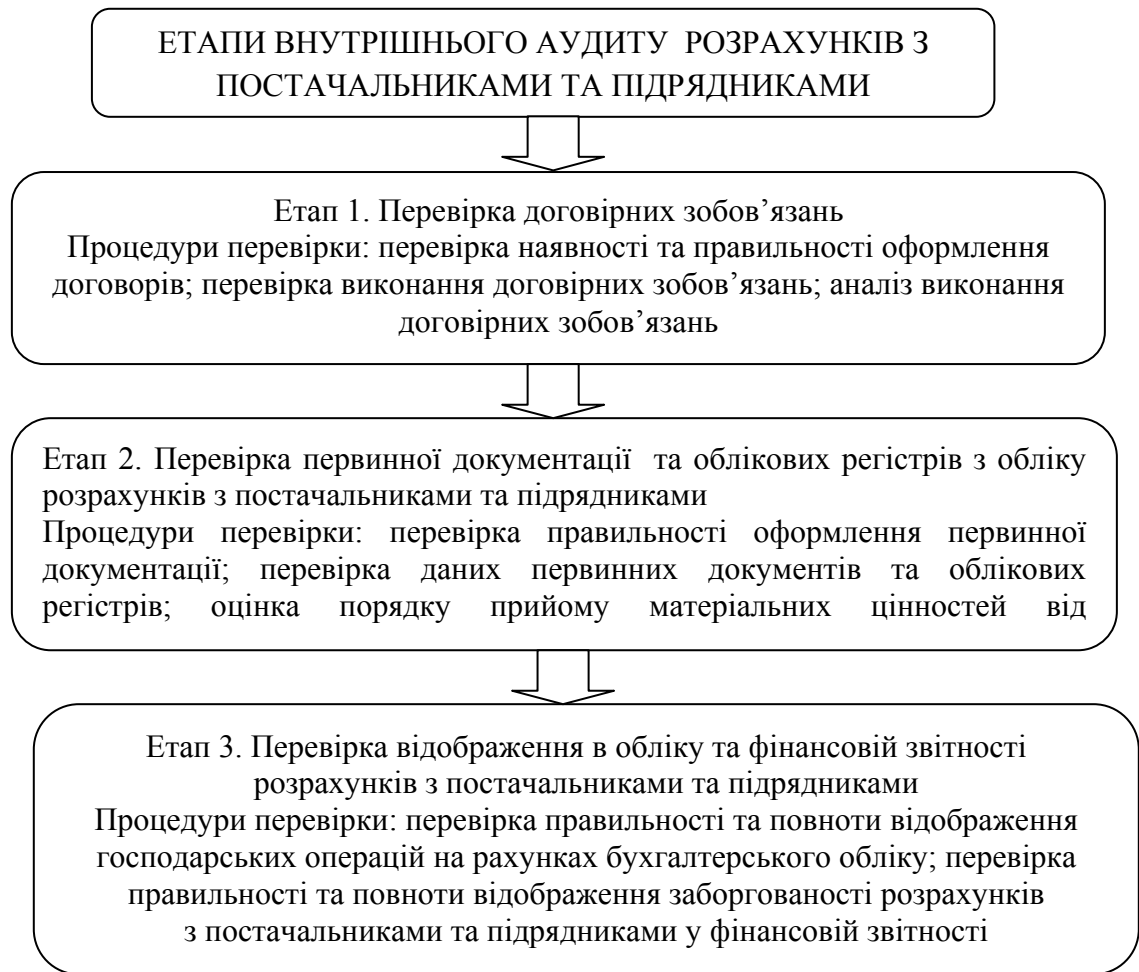 ЕТАПИ ВНУТРІШНЬОГО АУДИТУ РОЗРАХУНКІВ З
ПОСТАЧАЛЬНИКАМИ ТА ПІДРЯДНИКАМИ
Етап 1. Перевірка договірних зобов’язань
Процедури перевірки: перевірка наявності та правильності оформлення
договорів; перевірка виконання договірних зобов’язань; аналіз виконання
договірних зобов’язань
Етап 2. Перевірка первинної документації та облікових регістрів з обліку
розрахунків з постачальниками та підрядниками
Процедури перевірки: перевірка правильності оформлення первинної
документації; перевірка даних первинних документів та облікових
регістрів; оцінка порядку прийому матеріальних цінностей від
Етап 3. Перевірка відображення в обліку та фінансовій звітності
розрахунків з постачальниками та підрядниками
Процедури перевірки: перевірка правильності та повноти відображення
господарських операцій на рахунках бухгалтерського обліку; перевірка
правильності та повноти відображення заборгованості розрахунків
з постачальниками та підрядниками у фінансовій звітності